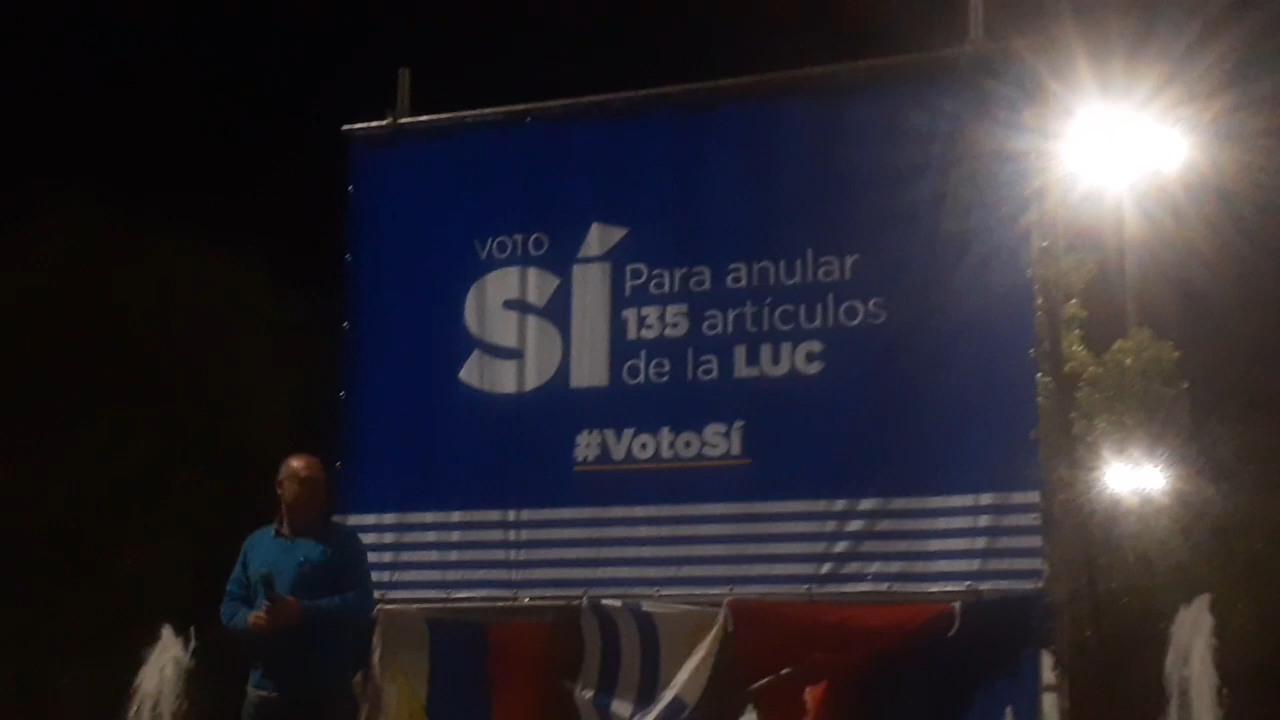 VOTO
SÍ
Para anular
135 artículos
de la LUC
#VotoSí